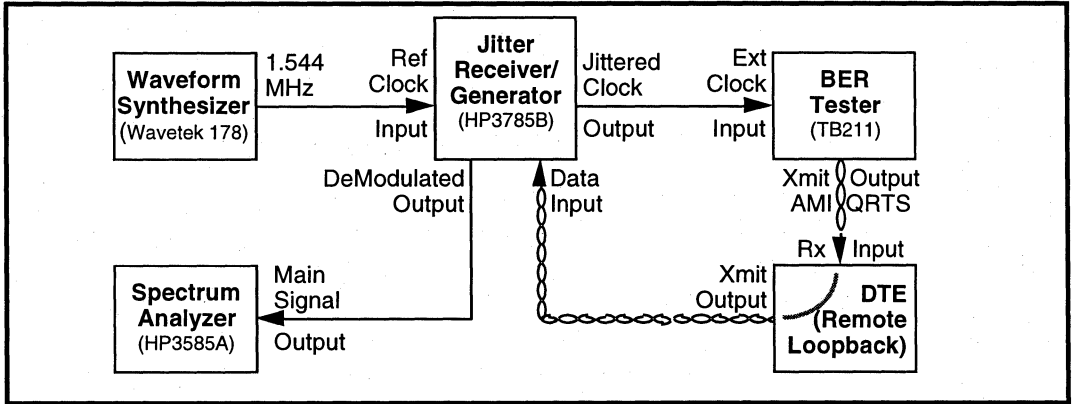 Waveform
Synthesizer
(Wavetek 178)
1.544
MHz
Ref
Clock
Input
Jitter
Receiver/
Generator
(HP3785B)
Jittered
Clock
Output
Ext
Clock
Input
BER
Tester
(TB211)
DeModulated
Output
Data
Input
Xmit Output
AMI QRTS
Rx Input
Spectrum
Analyzer
(HP3585A)
Main
Signal
Output
Xmit
Output
DTE
(Remote
Loopback)